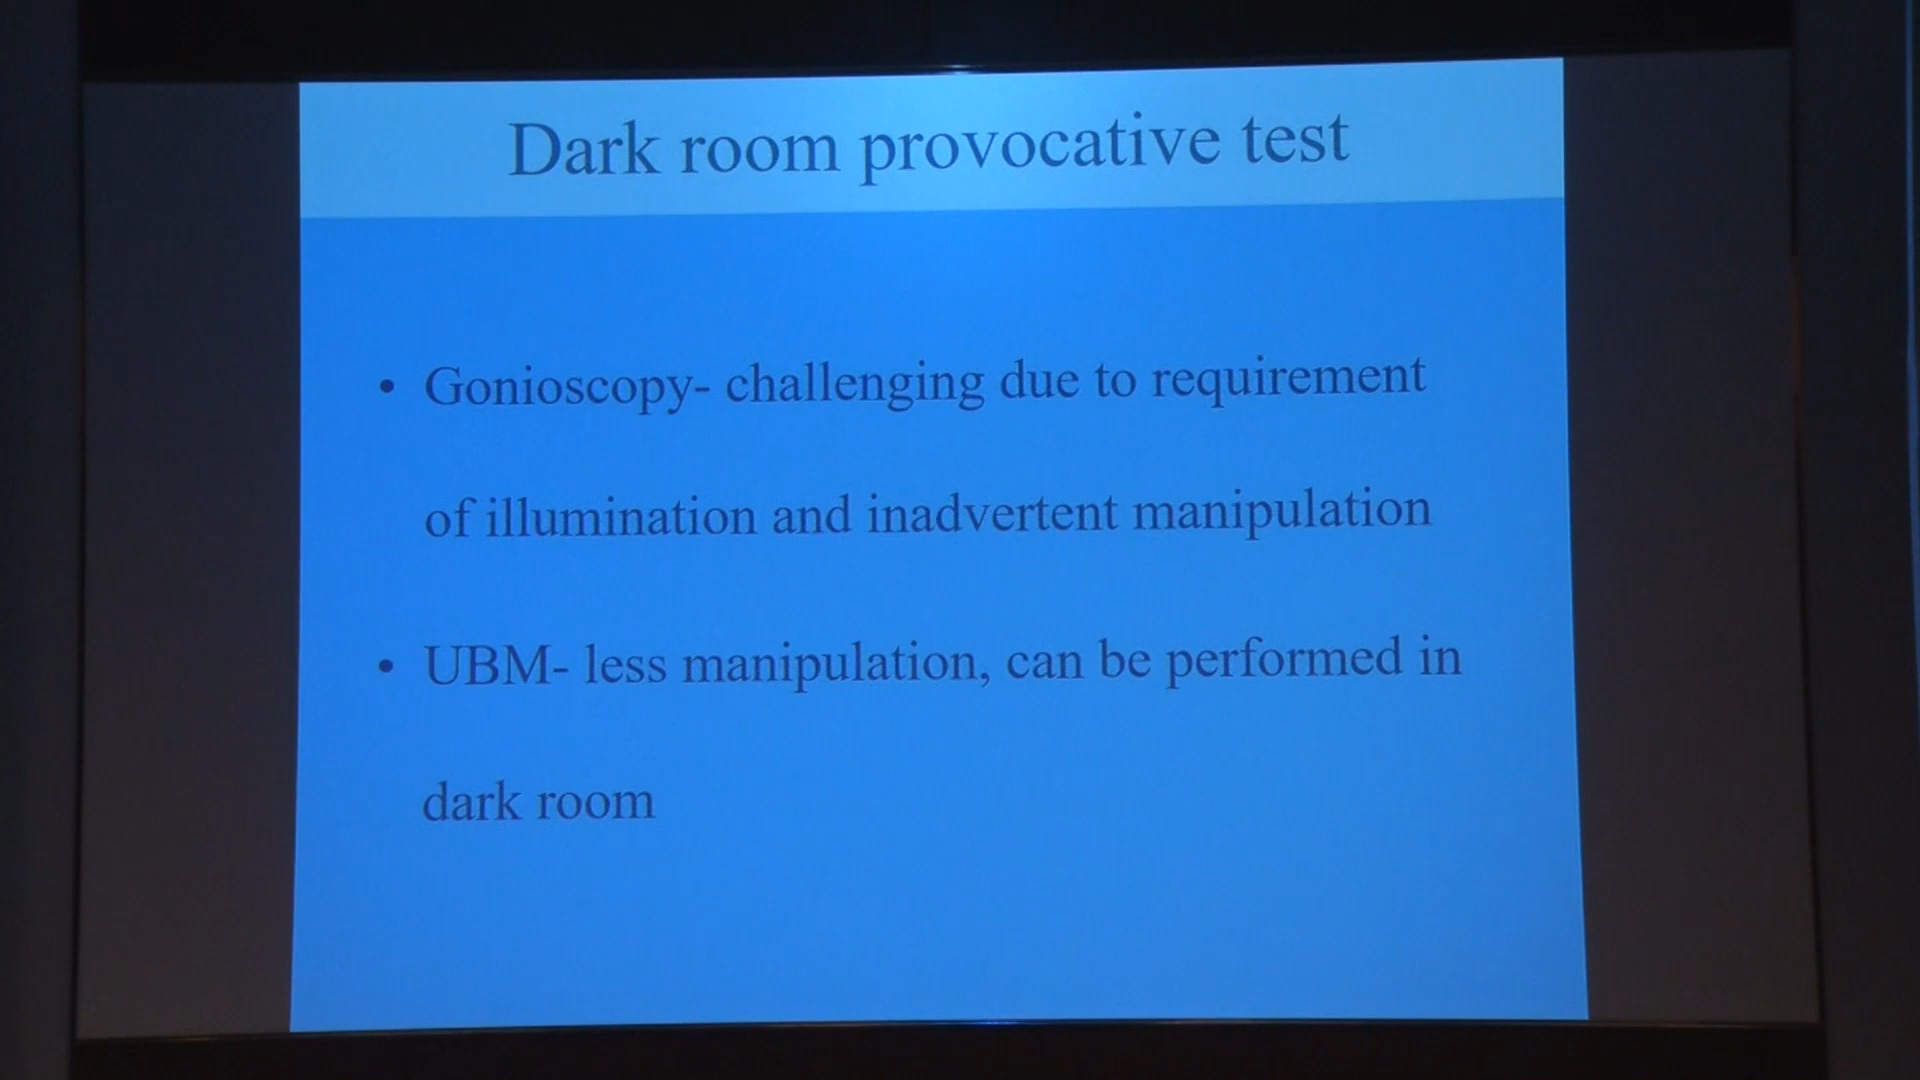 Dark room provocative test
• Gonioscopy- challenging due to requirement
of illumination and inadvertent manipulation
• UBM- less manipulation, can be performed in
dark room